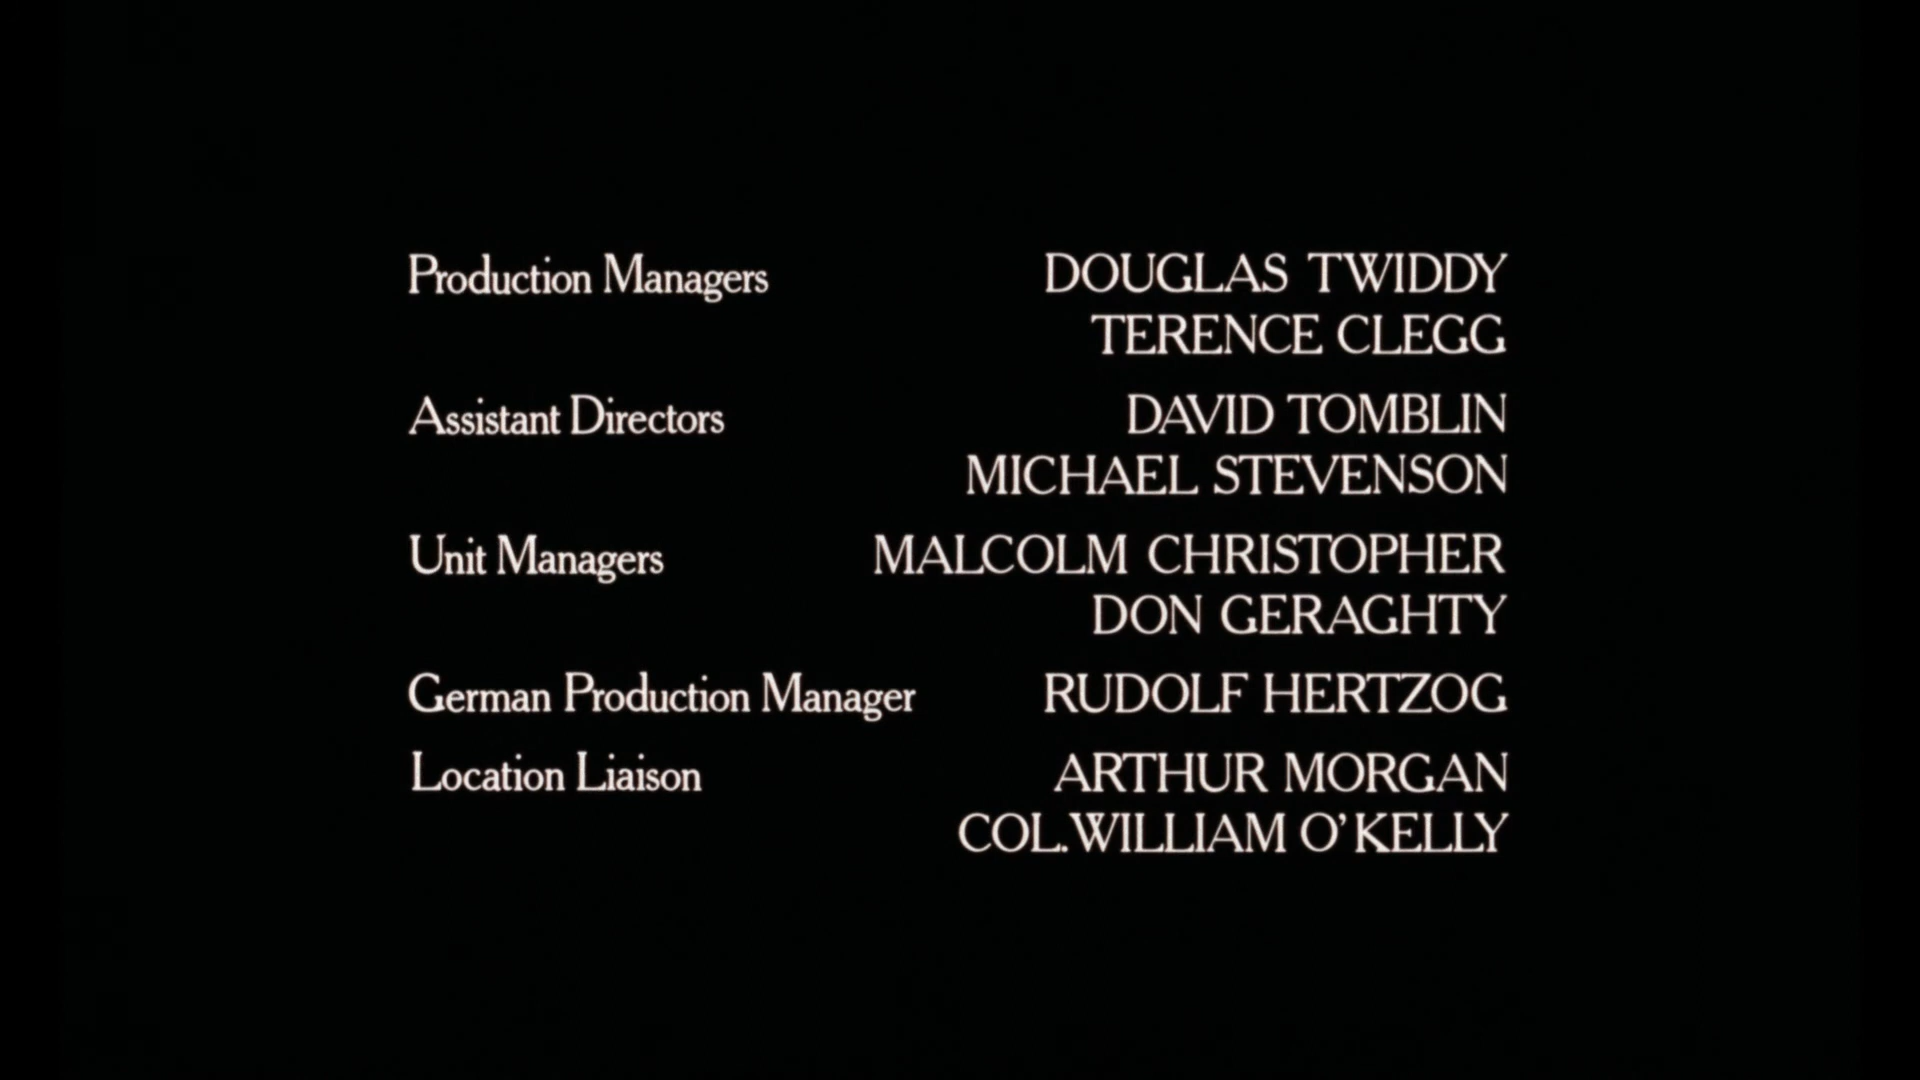 Production Managers DOUGLAS TWIDDY
TERENCE CLEGG
Assistant Directors DAVID TOMBLIN
MICHAEL STEVENSON
Unit Managers MALCOLM CHRISTOPHER
DON GERAGHTY
German Production Manager RUDOLF HERTZOG
Location Liaison ARTHUR MORGAN
COL. WILLIAM O'KELLY